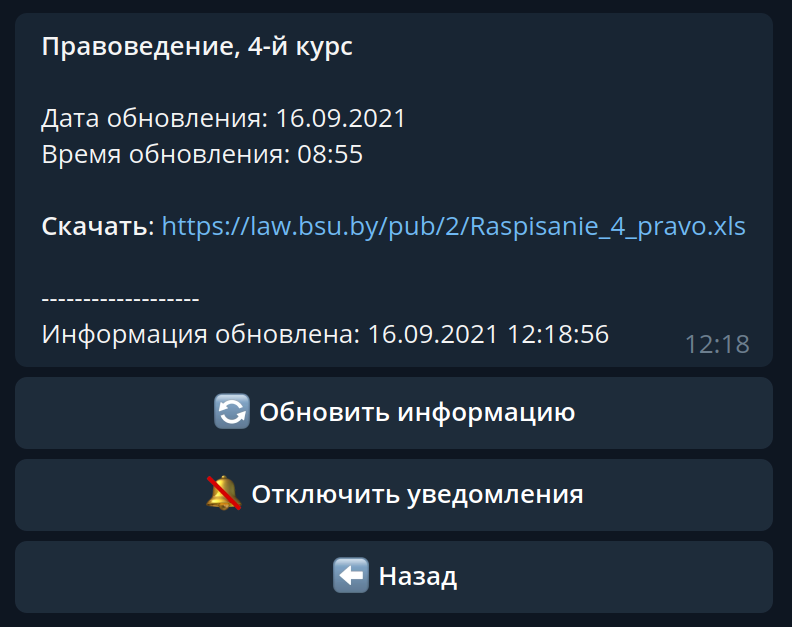 Правоведение, 4-й курс
Дата обновления: 16.09.2021
Время обновления: 08:55
Скачать: https://law.bsu.by/pub/2/Raspisanie_4_pravo.xls
-------------------
Информация обновлена: 16.09.2021 12:18:56
12:18
Обновить информацию
Отключить уведомления
Назад